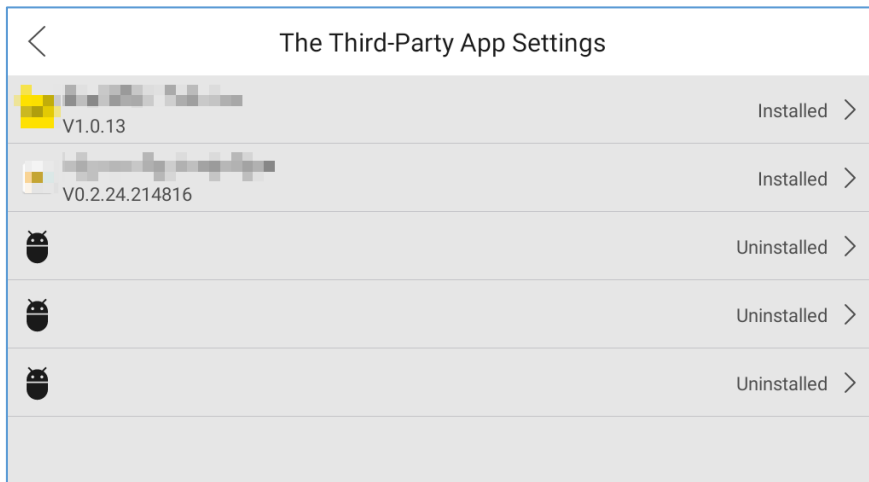 The Third-Party App Settings
V1.0.13
Installed
V0.2.24.214816
Installed
Uninstalled
Uninstalled
Uninstalled